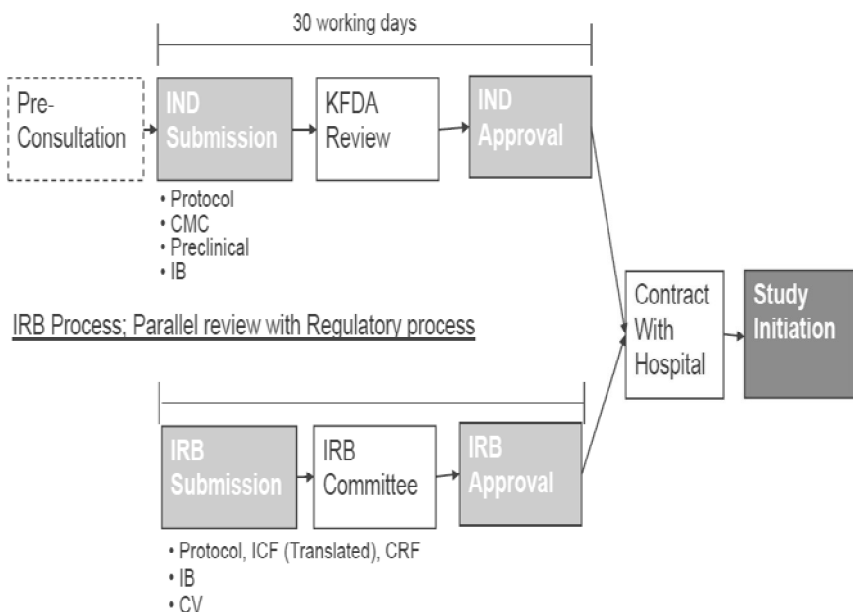 30 working days
Pre-
Consultation
IND
Submission
KFDA
Review
IND
Approval
• Protocol
• CMC
• Preclinical
• IB
Contract
With
Hospital
Study
Initiation
IRB Process; Parallel review with Regulatory process
IRB
Submission
IRB
Committee
IRB
Approval
• Protocol, ICF (Translated), CRF
• IB
• CV